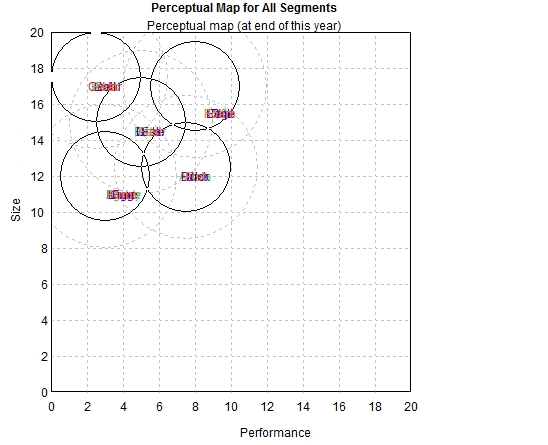 Perceptual Map for All Segments
Perceptual map (at end of this year)
20
18
16
14
12
10
8
6
4
2
0
Size
0 2 4 6 8 10 12 14 16 18 20
Performance